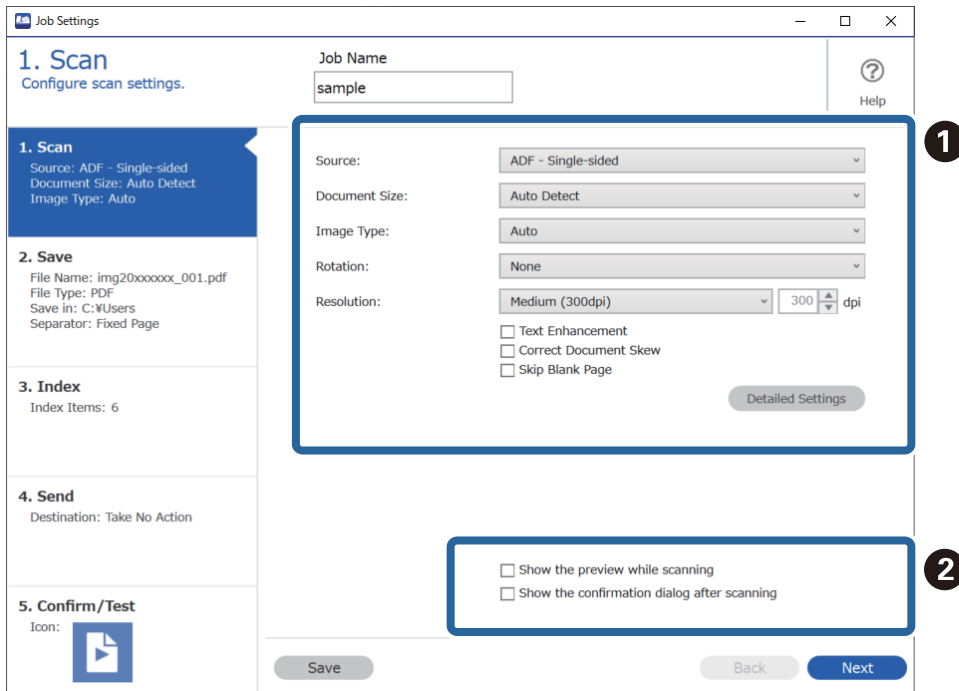 Job Settings
1. Scan
Configure scan settings.
Job Name
sample
?
Help
1. Scan
Source: ADF - Single-sided
Document Size: Auto Detect
Image Type: Auto
2. Save
File Name: img20xxxxxx_001.pdf
File Type: PDF
Save in: C:¥Users
Separator: Fixed Page
3. Index
Index Items: 6
4. Send
Destination: Take No Action
5. Confirm/Test
Icon:
1
Source: ADF - Single-sided
Document Size: Auto Detect
Image Type: Auto
Rotation: None
Resolution: Medium (300dpi) 300 dpi
Text Enhancement
Correct Document Skew
Skip Blank Page
Detailed Settings
2
Show the preview while scanning
Show the confirmation dialog after scanning
Save Back Next